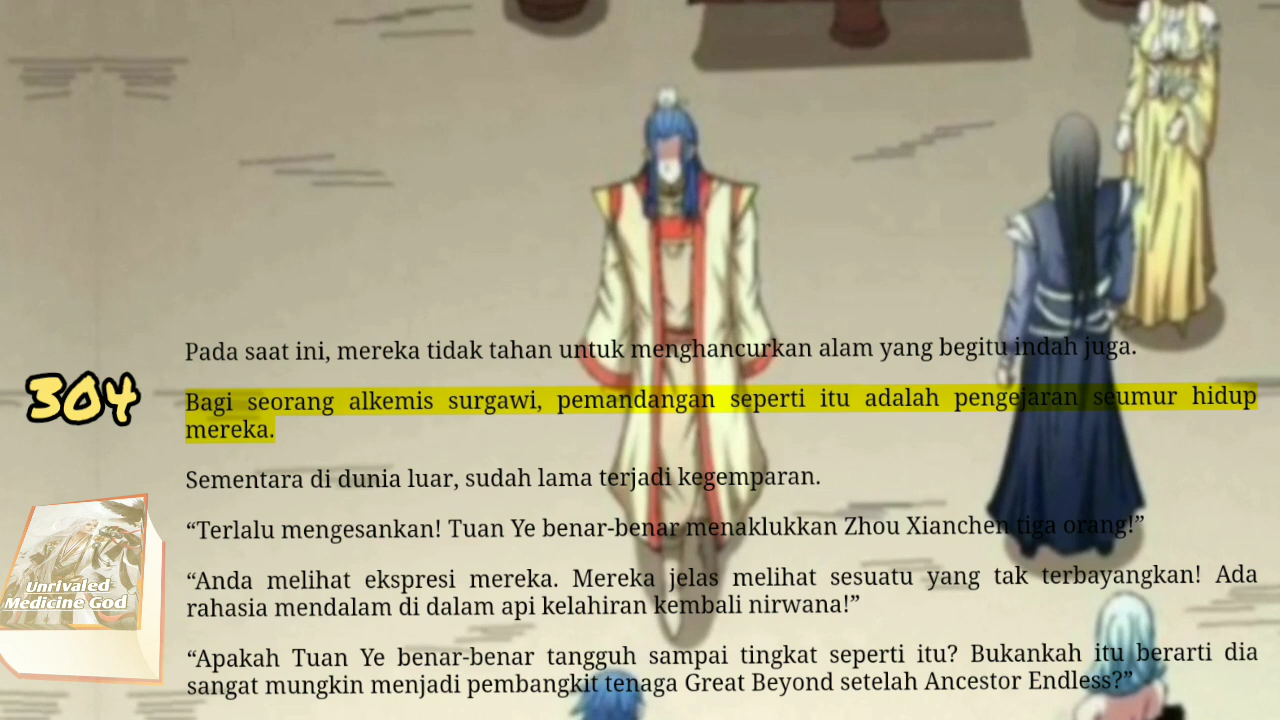 Pada saat ini, mereka tidak tahan untuk menghancurkan alam yang begitu indah juga.
304
Bagi seorang alkemis surgawi, pemandangan seperti itu adalah pengejaran seumur hidup
mereka.
Sementara di dunia luar, sudah lama terjadi kegemparan.
“Terlalu mengesankan! Tuan Ye benar-benar menaklukkan Zhou Xianchen tiga orang!”
“Anda melihat ekspresi mereka. Mereka jelas melihat sesuatu yang tak terbayangkan! Ada
rahasia mendalam di dalam api kelahiran kembali nirwana!”
Unrivaled
Medicine God
“Apakah Tuan Ye benar-benar tangguh sampai tingkat seperti itu? Bukankah itu berarti dia
sangat mungkin menjadi pembangkit tenaga Great Beyond setelah Ancestor Endless?”